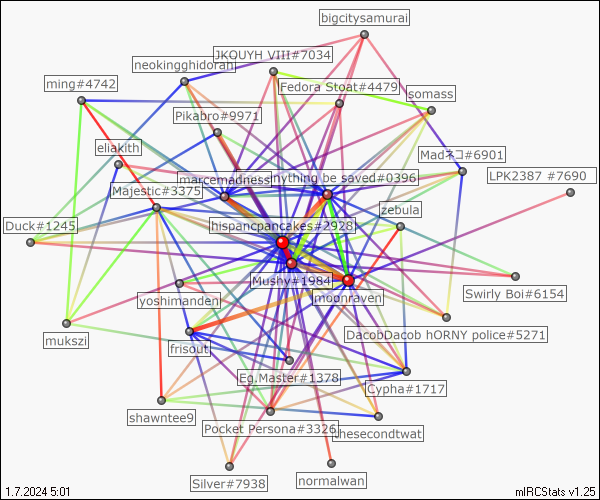 bigcitysamurai
JKOUYH VIII#7034
neokingghidorah
ming#4742
Fedora Stoat#4479
somass
Pikabro#9971
eliakith
Madネコ#6901
LPK2387 #7690
marcemadness
nything be saved#0396
Majestic#3375
zebula
Duck#1245
hispancpancakes#2928
Mushy#1984
Swirly Boi#6154
yoshimanden
moonraven
mukszi
DacobDacob hORNY police#5271
frisout
Eg.Master#1378
Cypha#1717
shawntee9
Pocket Persona#3326
thesecondtwat
Silver#7938
normalwan
1.7.2024 5:01
mIRCStats v1.25